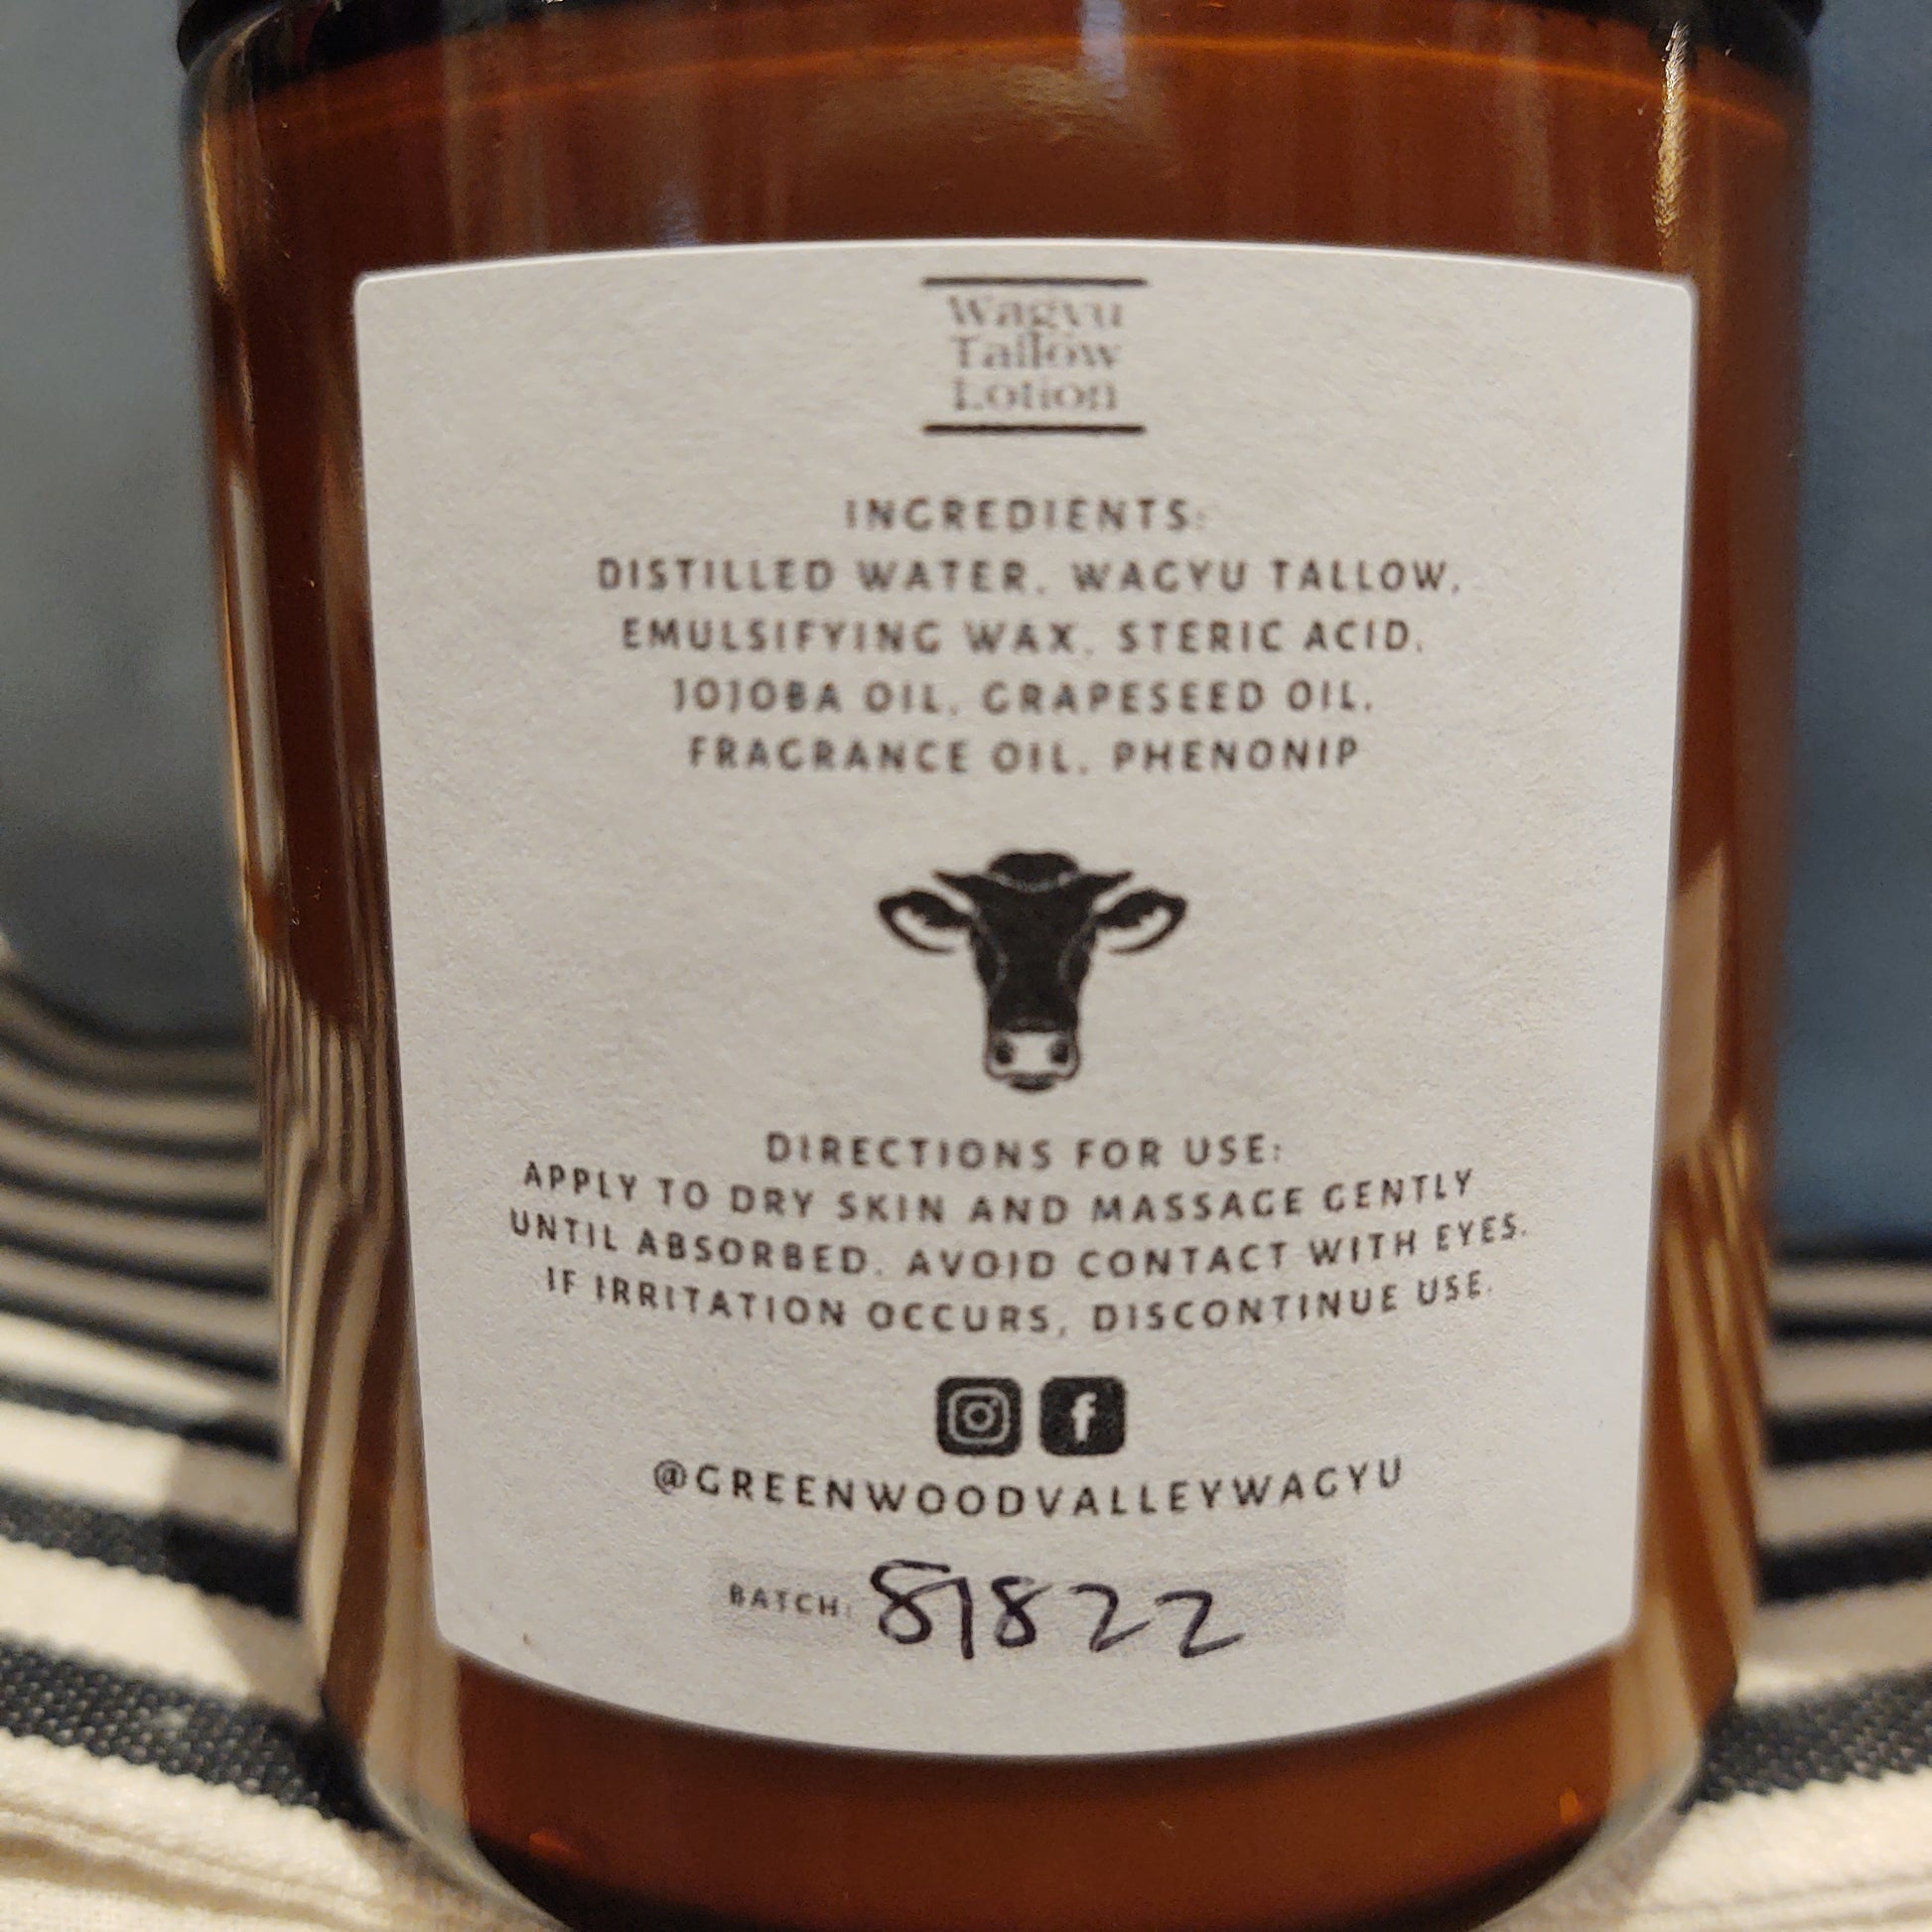 Wagyu
Tallow
Lotion
INGREDIENTS:
DISTILLED WATER, WAGYU TALLOW,
EMULSIFYING WAX, STERIC ACID,
JOJOBA OIL, GRAPESEED OIL,
FRAGRANCE OIL, PHENONIP
DIRECTIONS FOR USE:
APPLY TO DRY SKIN AND MASSAGE GENTLY
UNTIL ABSORBED. AVOID CONTACT WITH EYES.
IF IRRITATION OCCURS, DISCONTINUE USE.
@GREENWOODVALLEYWAGYU
BATCH: 81822